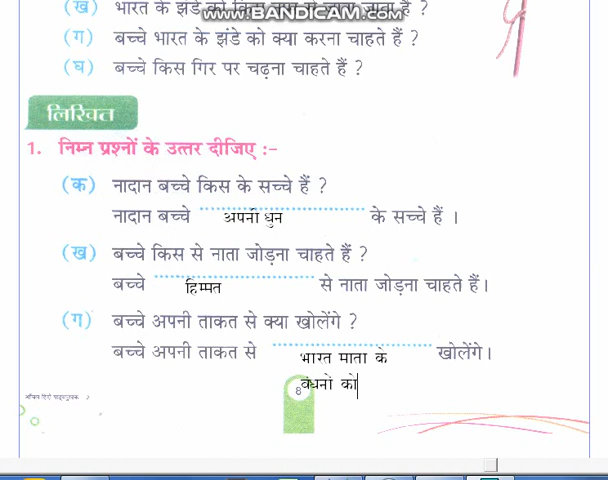 (ख) भारत के झंडे को किस नाम से जाना जाता है ?
www.BANDICAM.com
(ग) बच्चे भारत के झंडे को क्या करना चाहते हैं ?
(घ) बच्चे किस गिर पर चढ़ना चाहते हैं ?
लिखित
1. निम्न प्रश्नों के उत्तर दीजिए :-
(क) नादान बच्चे किस के सच्चे हैं ?
नादान बच्चे अपनी धुन के सच्चे हैं ।
(ख) बच्चे किस से नाता जोड़ना चाहते हैं ?
बच्चे हिम्मत से नाता जोड़ना चाहते हैं।
(ग) बच्चे अपनी ताकत से क्या खोलेंगे ?
बच्चे अपनी ताकत से भारत माता के खोलेंगे।
बंधनों को
8